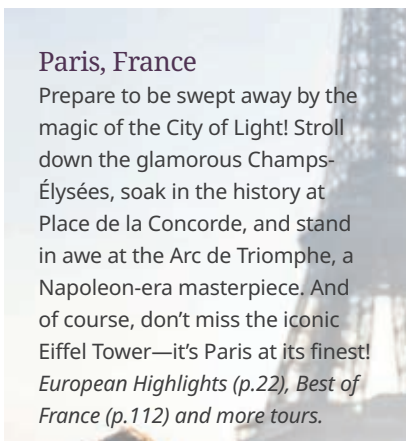 Paris, France
Prepare to be swept away by the
magic of the City of Light! Stroll
down the glamorous Champs-
Élysées, soak in the history at
Place de la Concorde, and stand
in awe at the Arc de Triomphe, a
Napoleon-era masterpiece. And
of course, don’t miss the iconic
Eiffel Tower—it’s Paris at its finest!
European Highlights (p.22), Best of
France (p.112) and more tours.